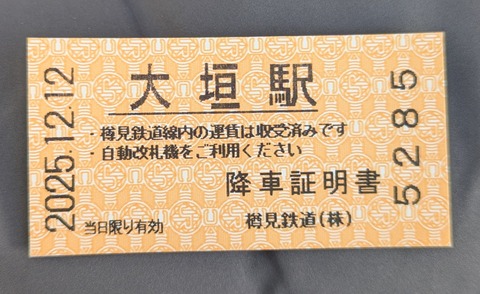 大垣駅
・樽見鉄道線内の運賃は収受済みです
・自動改札機をご利用ください
降車証明書
当日限り有効
樽見鉄道(株)
2025.12.12
5285